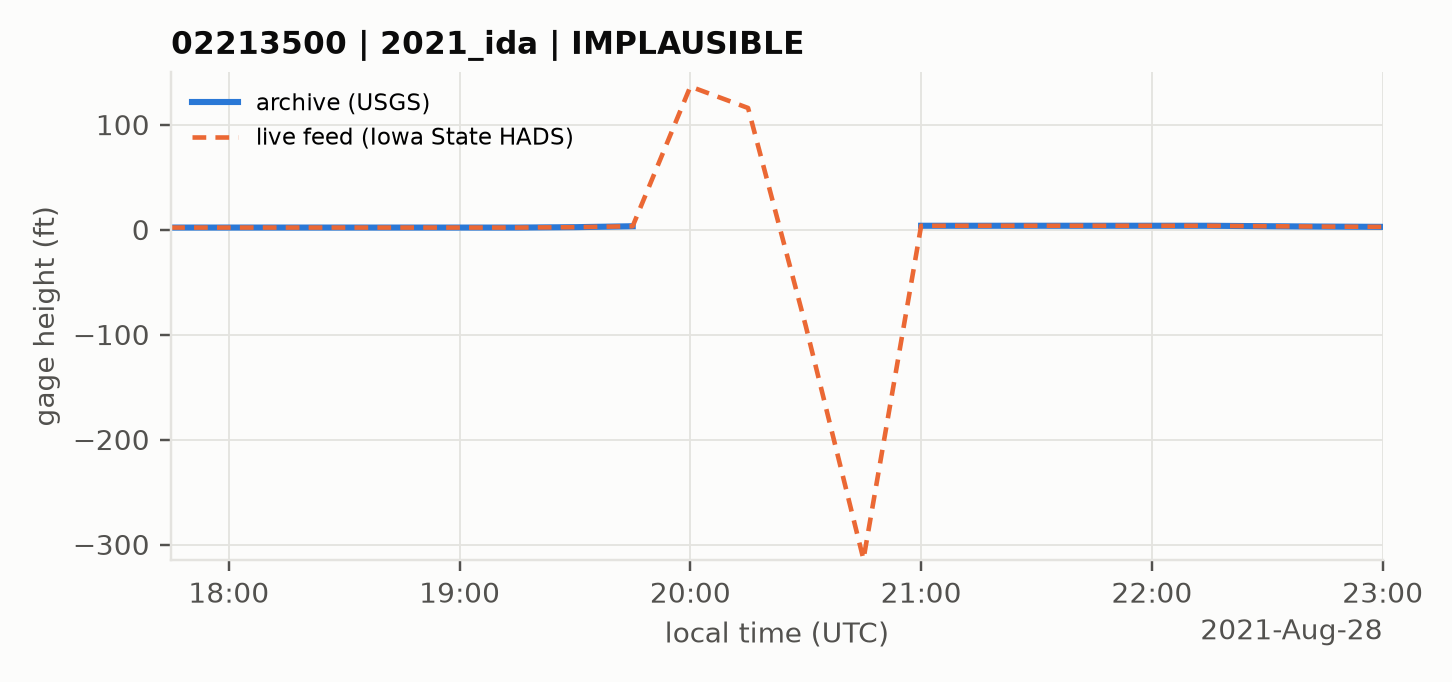 02213500 | 2021_ida | IMPLAUSIBLE
archive (USGS)
live feed (Iowa State HADS)
gage height (ft)
100
0
−100
−200
−300
18:00
19:00
20:00
21:00
22:00
23:00
local time (UTC)
2021-Aug-28